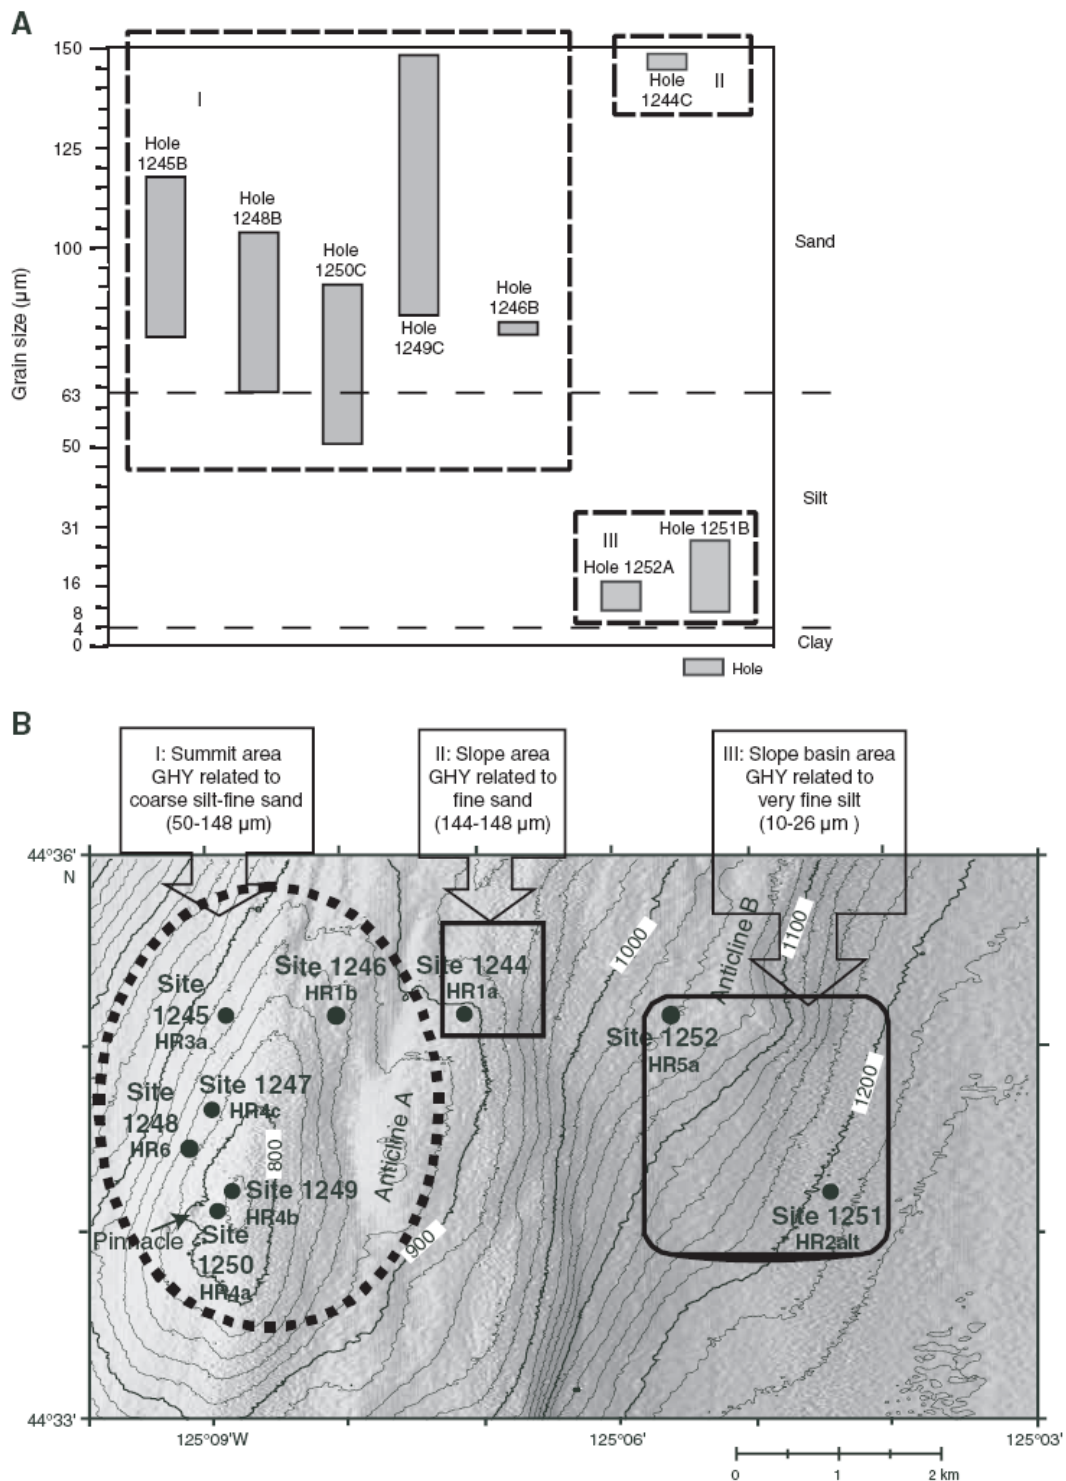 A
150
125
100
63
50
31
16
8
4
0
Grain size (µm)
I
Hole
1245B
Hole
1248B
Hole
1250C
Hole
1249C
Hole
1246B
Hole
1244C
II
Sand
Silt
Clay
III
Hole 1251B
Hole 1252A
Hole
B
I: Summit area
GHY related to
coarse silt-fine sand
(50-148 µm)
II: Slope area
GHY related to
fine sand
(144-148 µm)
III: Slope basin area
GHY related to
very fine silt
(10-26 µm )
44°36'
N
Site
1245
HR3a
Site 1246
HR1b
Site 1244
HR1a
1000
Anticline B
1100
Site 1252
HR5a
Site 1247
HR4c
Site
1248
HR6
800
Anticline A
1200
Site 1249
HR4b
Pinnacle
Site
1250
HR4a
900
Site 1251
HR2alt
44°33'
125°09'W
125°06'
125°03'
0
1
2 km